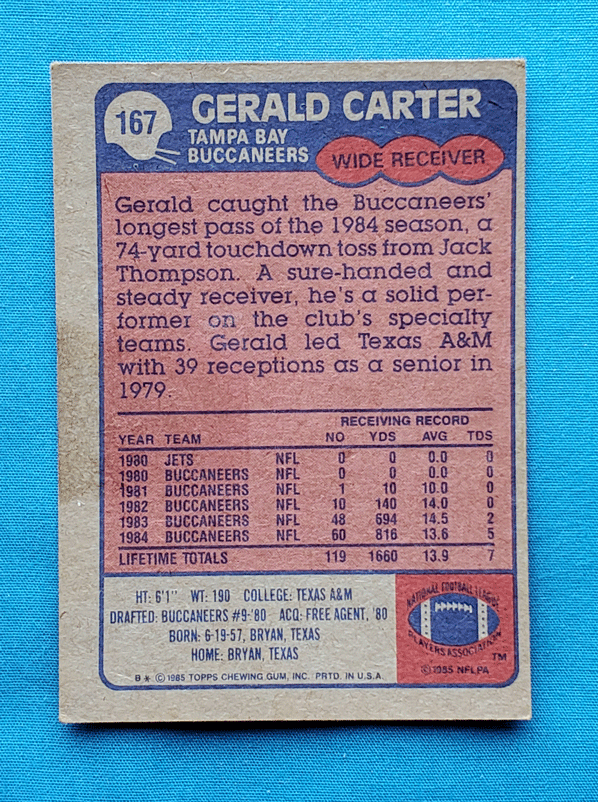 167
GERALD CARTER
TAMPA BAY
BUCCANEERS
WIDE RECEIVER
Gerald caught the Buccaneers'
longest pass of the 1984 season, a
74-yard touchdown toss from Jack
Thompson. A sure-handed and
steady receiver, he's a solid per-
former on the club's specialty
teams. Gerald led Texas A&M
with 39 receptions as a senior in
1979.
RECEIVING RECORD
YEAR TEAM NO YDS AVG TDS
1980 JETS NFL 0 0 0.0 0
1980 BUCCANEERS NFL 0 0 0.0 0
1981 BUCCANEERS NFL 1 10 10.0 0
1982 BUCCANEERS NFL 10 140 14.0 0
1983 BUCCANEERS NFL 48 694 14.5 2
1984 BUCCANEERS NFL 60 816 13.6 5
LIFETIME TOTALS 119 1660 13.9 7
HT: 6'1" WT: 190 COLLEGE: TEXAS A&M
DRAFTED: BUCCANEERS #9-'80 ACQ: FREE AGENT, '80
BORN: 6-19-57, BRYAN, TEXAS
HOME: BRYAN, TEXAS
B* © 1985 TOPPS CHEWING GUM, INC. PRTD. IN U.S.A.
NATIONAL FOOTBALL LEAGUE
PLAYERS ASSOCIATION
TM
© 1985 NFLPA